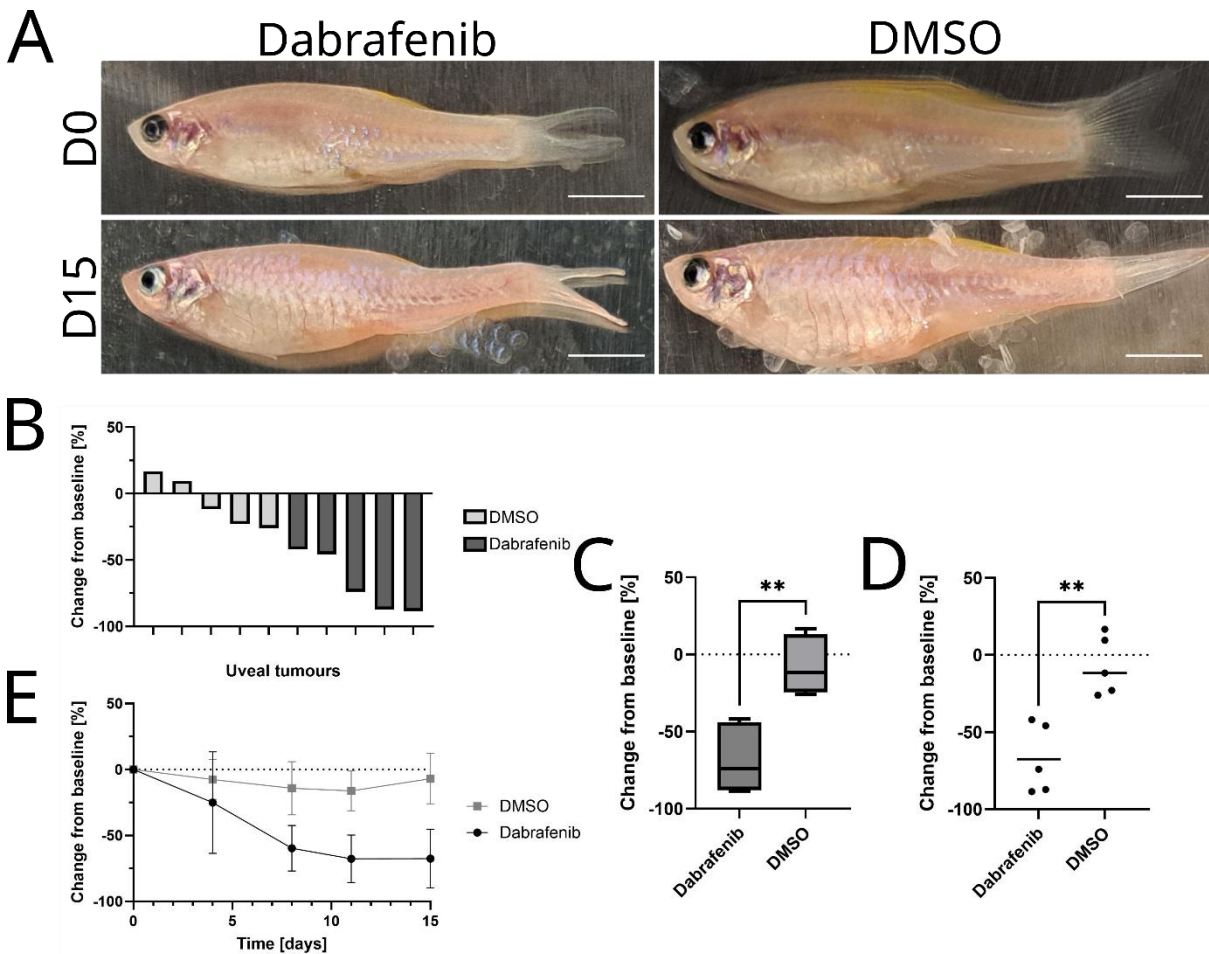 A
Dabrafenib
DMSO
D0
D15
B
Change from baseline [%]
50
0
-50
-100
Uveal tumours
DMSO
Dabrafenib
C
Change from baseline [%]
50
0
-50
-100
**
Dabrafenib
DMSO
D
Change from baseline [%]
50
0
-50
-100
**
Dabrafenib
DMSO
E
Change from baseline [%]
50
0
-50
-100
0
5
10
15
Time [days]
DMSO
Dabrafenib